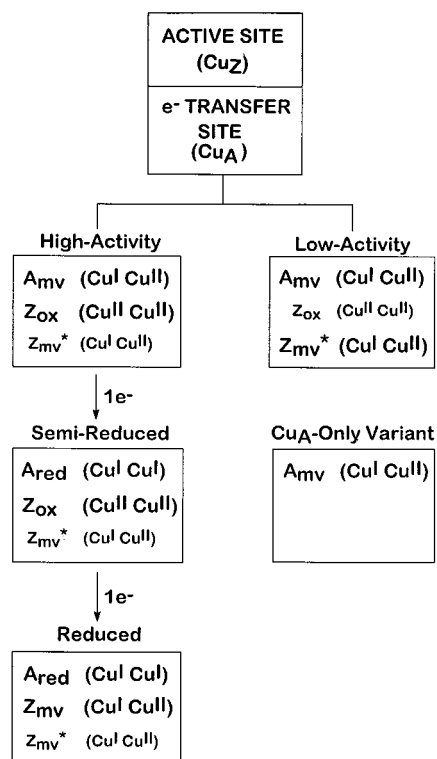 ACTIVE SITE
(CuZ)
e- TRANSFER
SITE
(CuA)
High-Activity
Amv (CuI CuII)
Zox (CuII CuII)
Zmv* (CuI CuII)
Low-Activity
Amv (CuI CuII)
Zox (CuII CuII)
Zmv* (CuI CuII)
1e-
Semi-Reduced
Ared (CuI CuI)
Zox (CuII CuII)
Zmv* (CuI CuII)
CuA-Only Variant
Amv (CuI CuII)
1e-
Reduced
Ared (CuI CuI)
Zmv (CuI CuII)
Zmv* (CuI CuII)